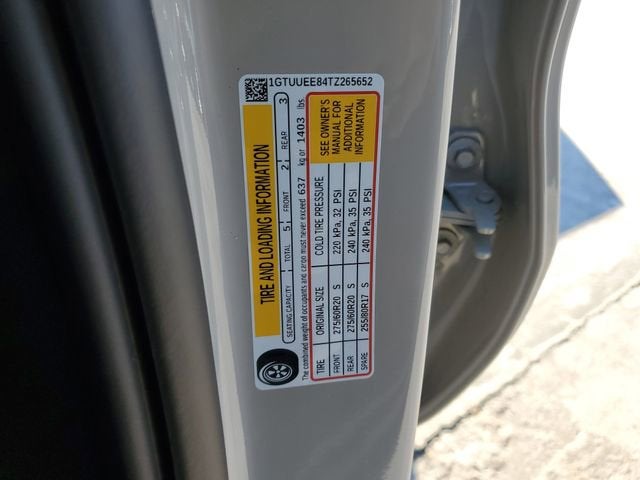 1GTUUEE84TZ265652
TIRE AND LOADING INFORMATION
SEATING CAPACITY TOTAL 5 FRONT 2 REAR 3
The combined weight of occupants and cargo must never exceed 637 kg or 1403 lbs.
TIRE ORIGINAL SIZE COLD TIRE PRESSURE
FRONT 275/60R20 S 220 kPa, 32 PSI
REAR 275/60R20 S 240 kPa, 35 PSI
SPARE 255/80R17 S 240 kPa, 35 PSI
SEE OWNER'S
MANUAL FOR
ADDITIONAL
INFORMATION